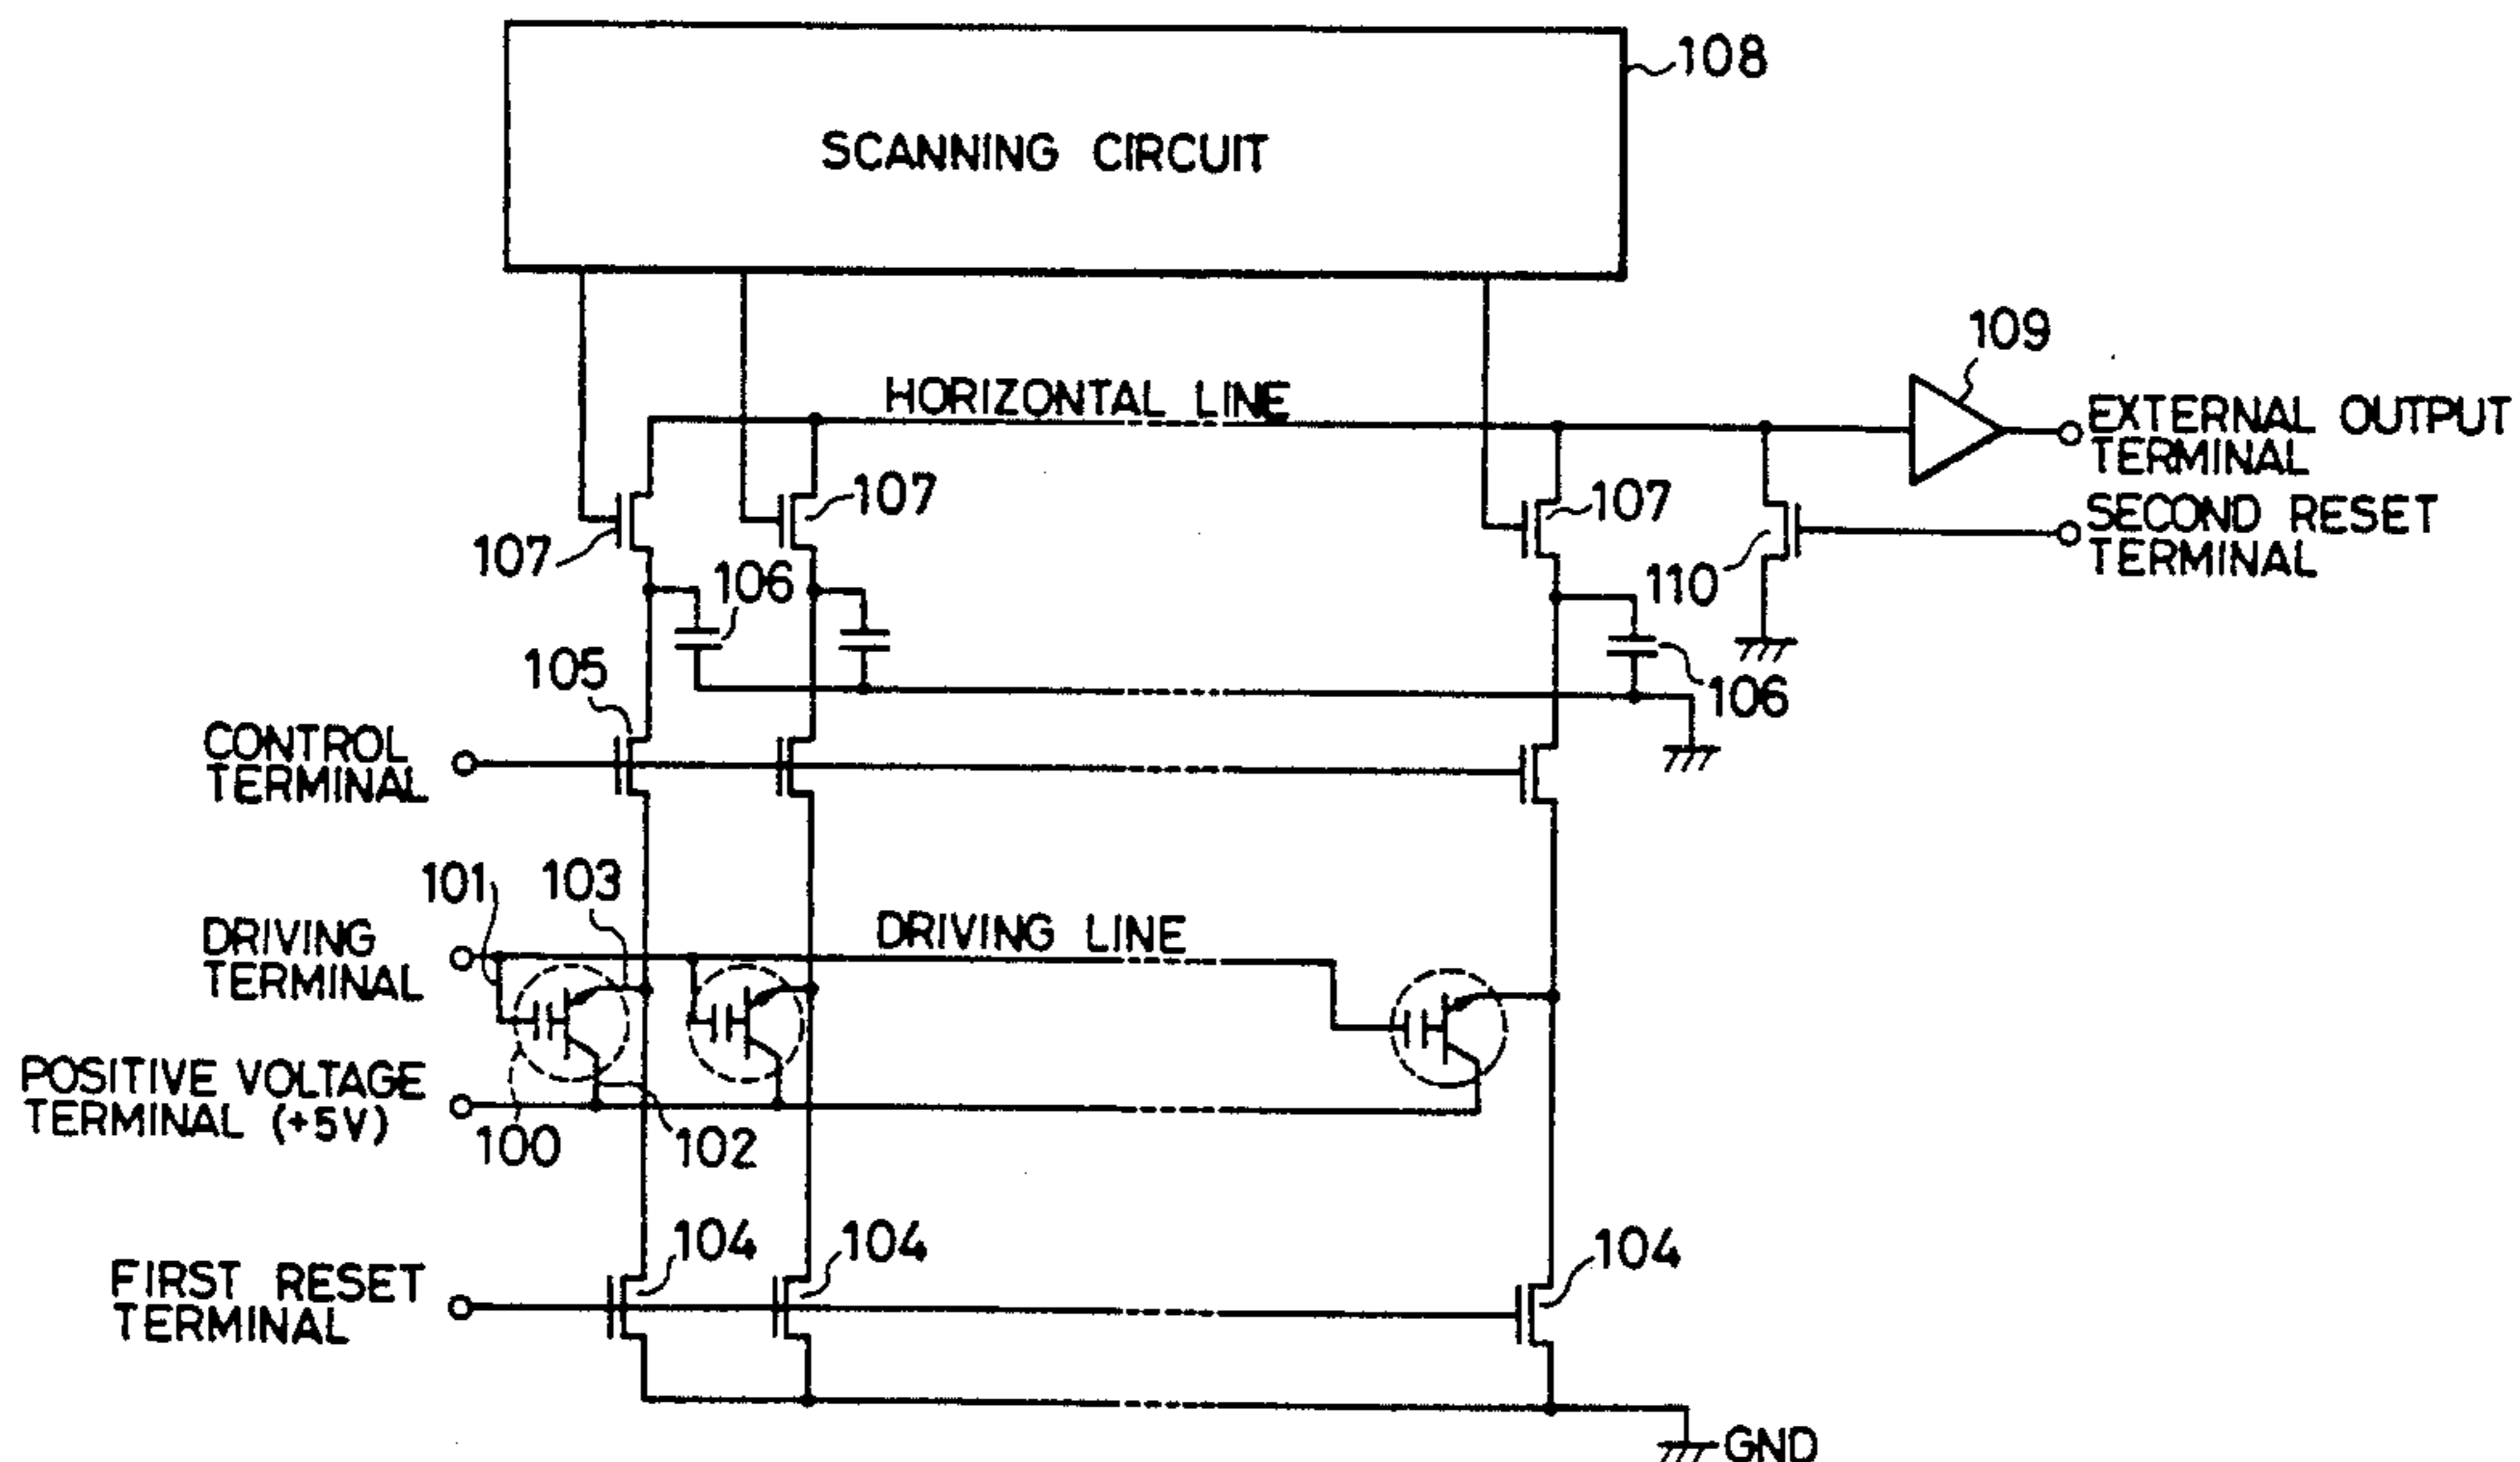 108
SCANNING CIRCUIT
109
HORIZONTAL LINE
EXTERNAL OUTPUT
TERMINAL
107
107
107
SECOND RESET
TERMINAL
110
106
106
105
CONTROL
TERMINAL
101
103
DRIVING
TERMINAL
DRIVING LINE
POSITIVE VOLTAGE
TERMINAL (+5V)
100
102
104
104
104
FIRST RESET
TERMINAL
GND